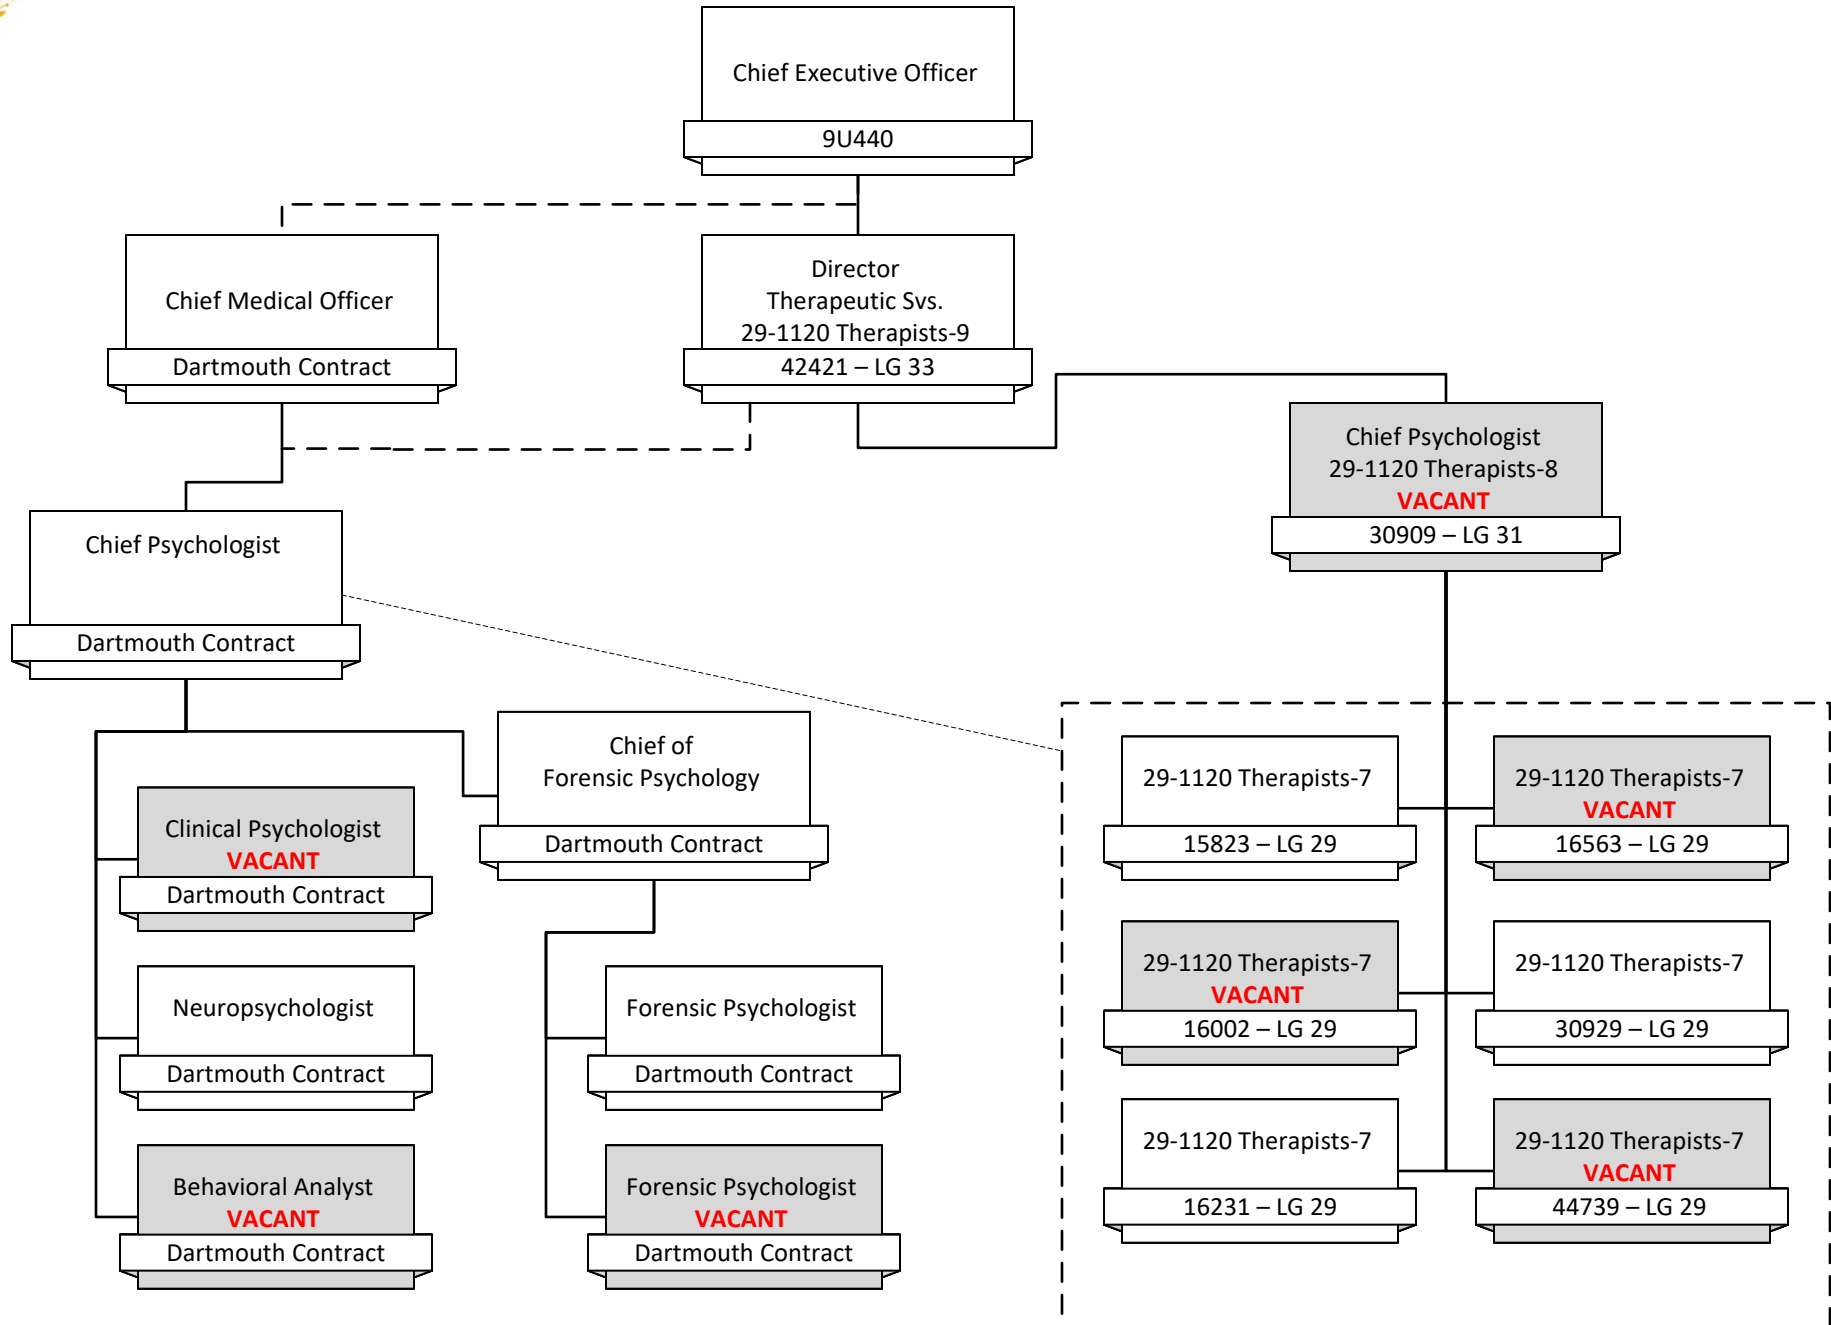 Chief Executive Officer
9U440
Chief Medical Officer
Dartmouth Contract
Director
Therapeutic Svs.
29-1120 Therapists-9
42421 – LG 33
Chief Psychologist
29-1120 Therapists-8
VACANT
30909 – LG 31
Chief Psychologist
Dartmouth Contract
Chief of
Forensic Psychology
Dartmouth Contract
Clinical Psychologist
VACANT
Dartmouth Contract
Neuropsychologist
Dartmouth Contract
Behavioral Analyst
VACANT
Dartmouth Contract
Forensic Psychologist
Dartmouth Contract
Forensic Psychologist
VACANT
Dartmouth Contract
29-1120 Therapists-7
15823 – LG 29
29-1120 Therapists-7
VACANT
16563 – LG 29
29-1120 Therapists-7
VACANT
16002 – LG 29
29-1120 Therapists-7
30929 – LG 29
29-1120 Therapists-7
16231 – LG 29
29-1120 Therapists-7
VACANT
44739 – LG 29